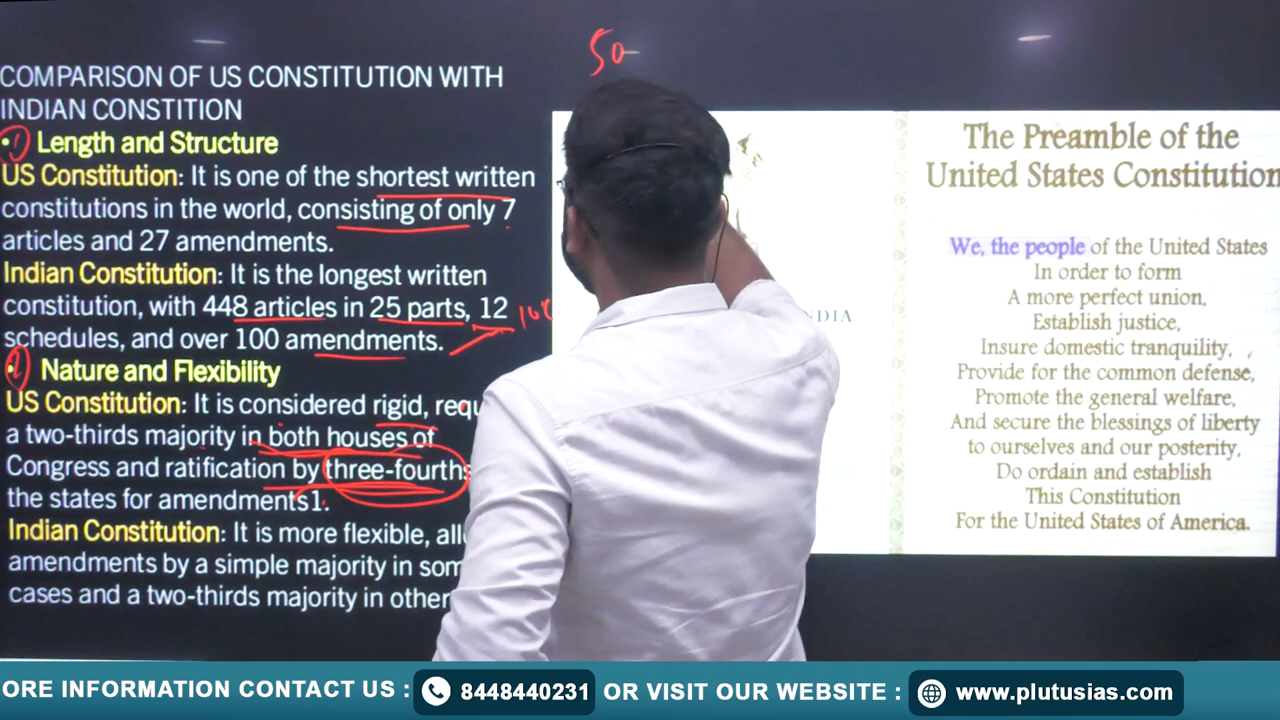 50
COMPARISON OF US CONSTITUTION WITH
INDIAN CONSTITION
1 Length and Structure
US Constitution: It is one of the shortest written
constitutions in the world, consisting of only 7
articles and 27 amendments.
Indian Constitution: It is the longest written
constitution, with 448 articles in 25 parts, 12
schedules, and over 100 amendments.
2 Nature and Flexibility
US Constitution: It is considered rigid, requ
a two-thirds majority in both houses of
Congress and ratification by three-fourths
the states for amendments1.
Indian Constitution: It is more flexible, all
amendments by a simple majority in som
cases and a two-thirds majority in other
NDIA
The Preamble of the
United States Constitution
We, the people of the United States
In order to form
A more perfect union,
Establish justice,
Insure domestic tranquility,
Provide for the common defense,
Promote the general welfare,
And secure the blessings of liberty
to ourselves and our posterity,
Do ordain and establish
This Constitution
For the United States of America.
ORE INFORMATION CONTACT US : 8448440231 OR VISIT OUR WEBSITE : www.plutusias.com